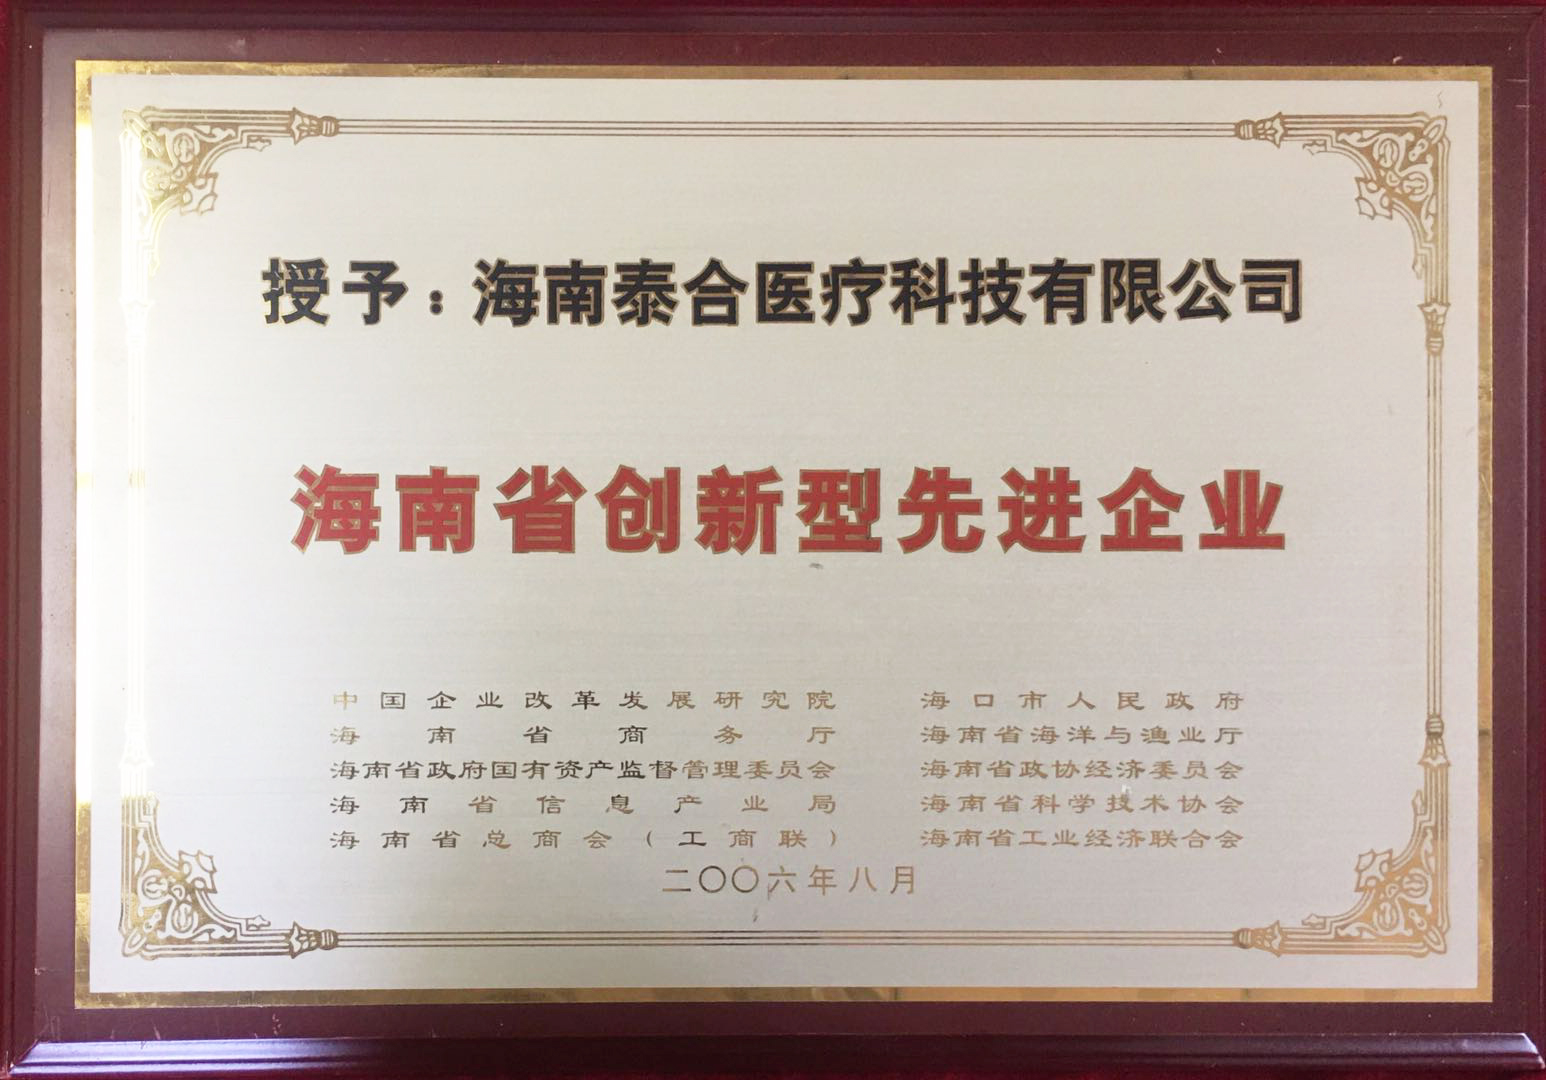 授予：海南泰合医疗科技有限公司
海南省创新型先进企业
中国企业改革发展研究院
海南省商务厅
海南省政府国有资产监督管理委员会
海南省信息产业局
海南省总商会（工商联）
海口市人民政府
海南省海洋与渔业厅
海南省政协经济委员会
海南省科学技术协会
海南省工业经济联合会
二〇〇六年八月